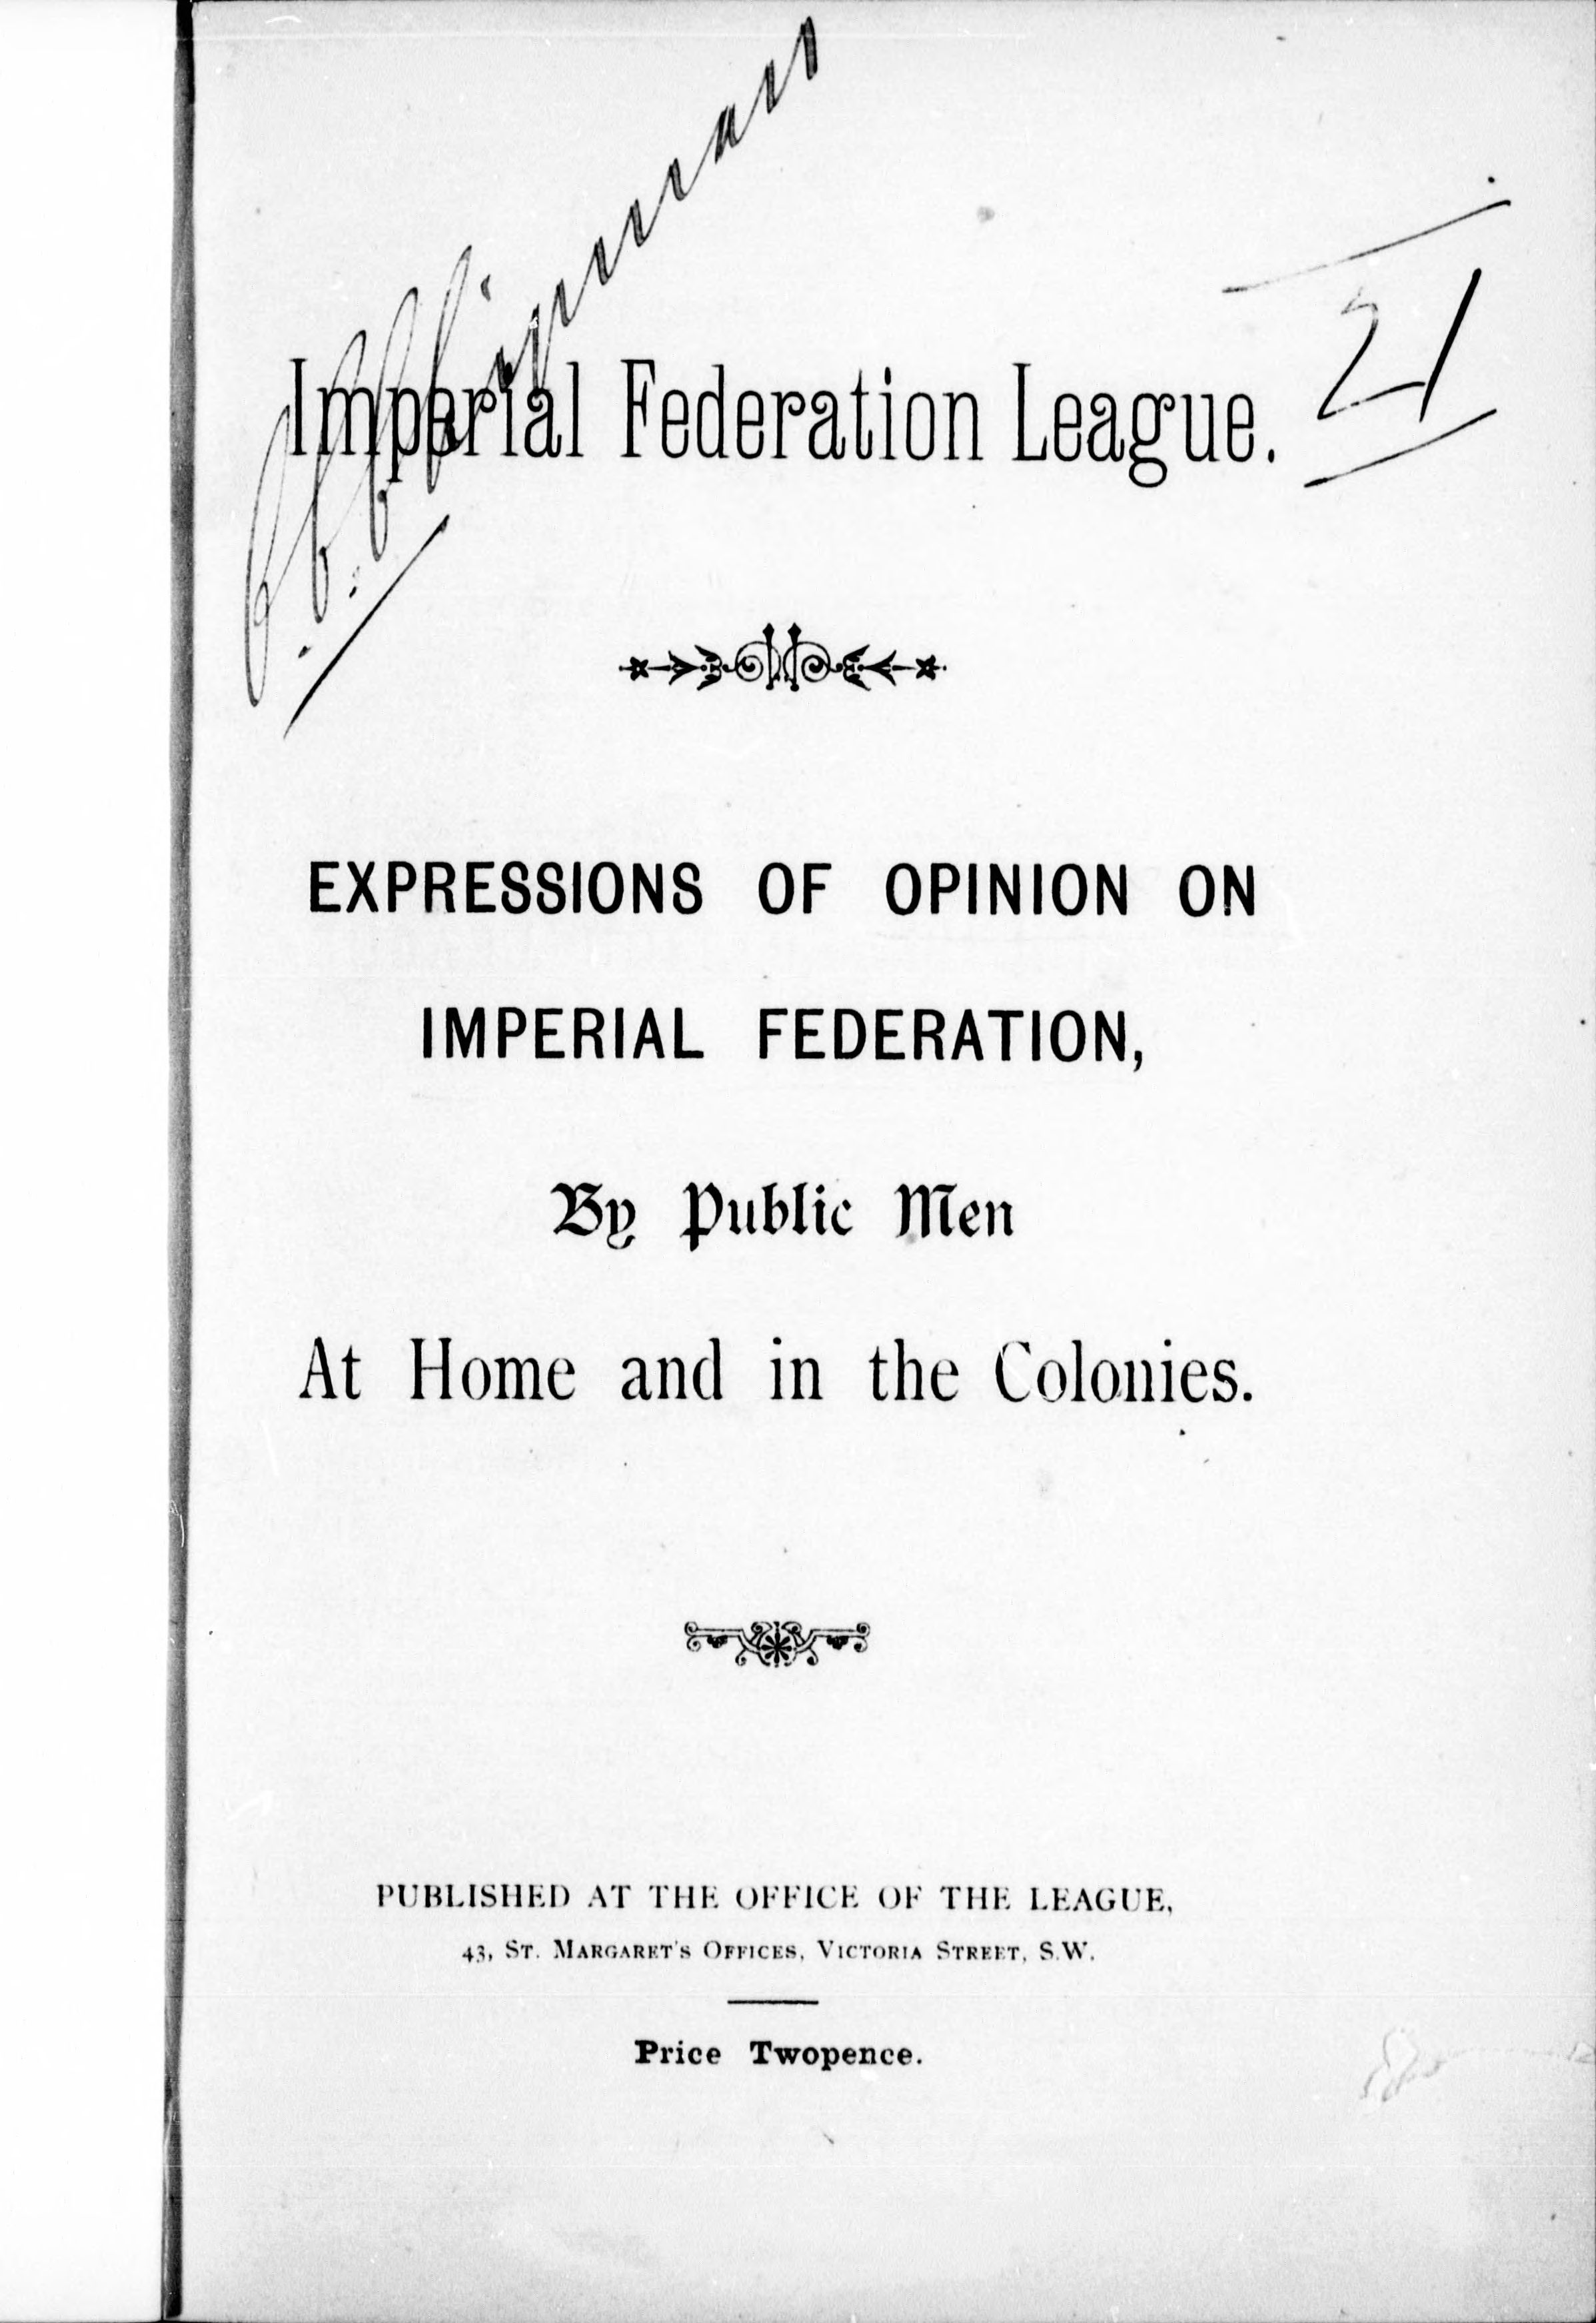 21
Imperial Federation League.
EXPRESSIONS OF OPINION ON
IMPERIAL FEDERATION,
By Public Men
At Home and in the Colonies.
PUBLISHED AT THE OFFICE OF THE LEAGUE,
43, ST. MARGARET'S OFFICES, VICTORIA STREET, S.W.
Price Twopence.